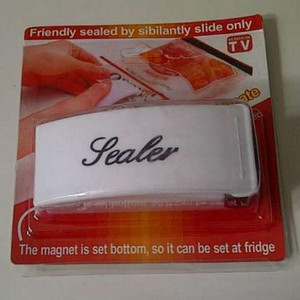 Friendly sealed by sibilantly slide only
TV
Sealer
The magnet is set bottom, so it can be set at fridge